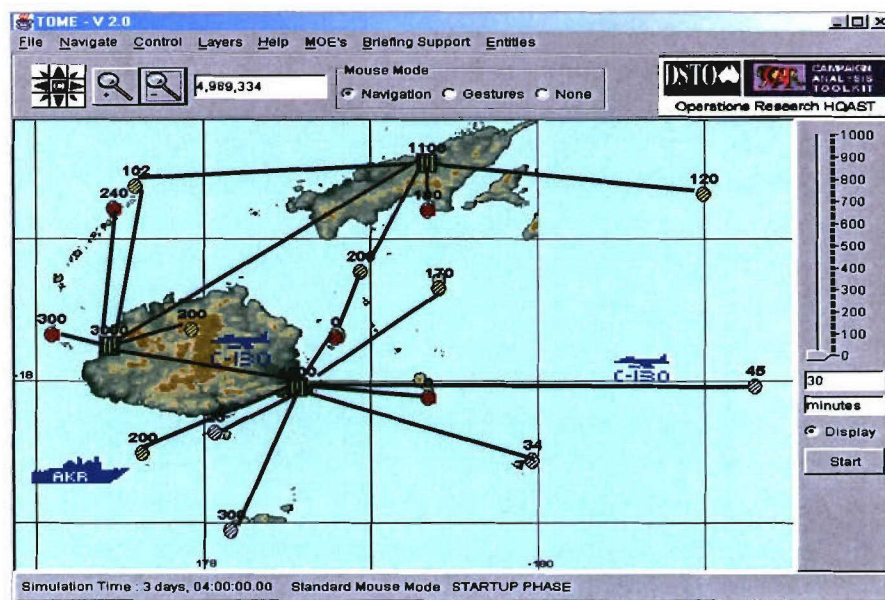 TDME - V 2.0
File Navigate Control Layers Help MOE's Briefing Support Entities
4,989,334
Mouse Mode
Navigation Gestures None
DSTO
CAMPAIGN ANALYSIS TOOLKIT
Operations Research HQAST
1000
900
800
700
600
500
400
300
200
100
0
30
minutes
Display
Start
102
1100
240
120
170
300
200
0
C-130
-18
C-130
45
200
34
AKR
300
178
-180
Simulation Time : 3 days, 04:00:00.00 Standard Mouse Mode STARTUP PHASE